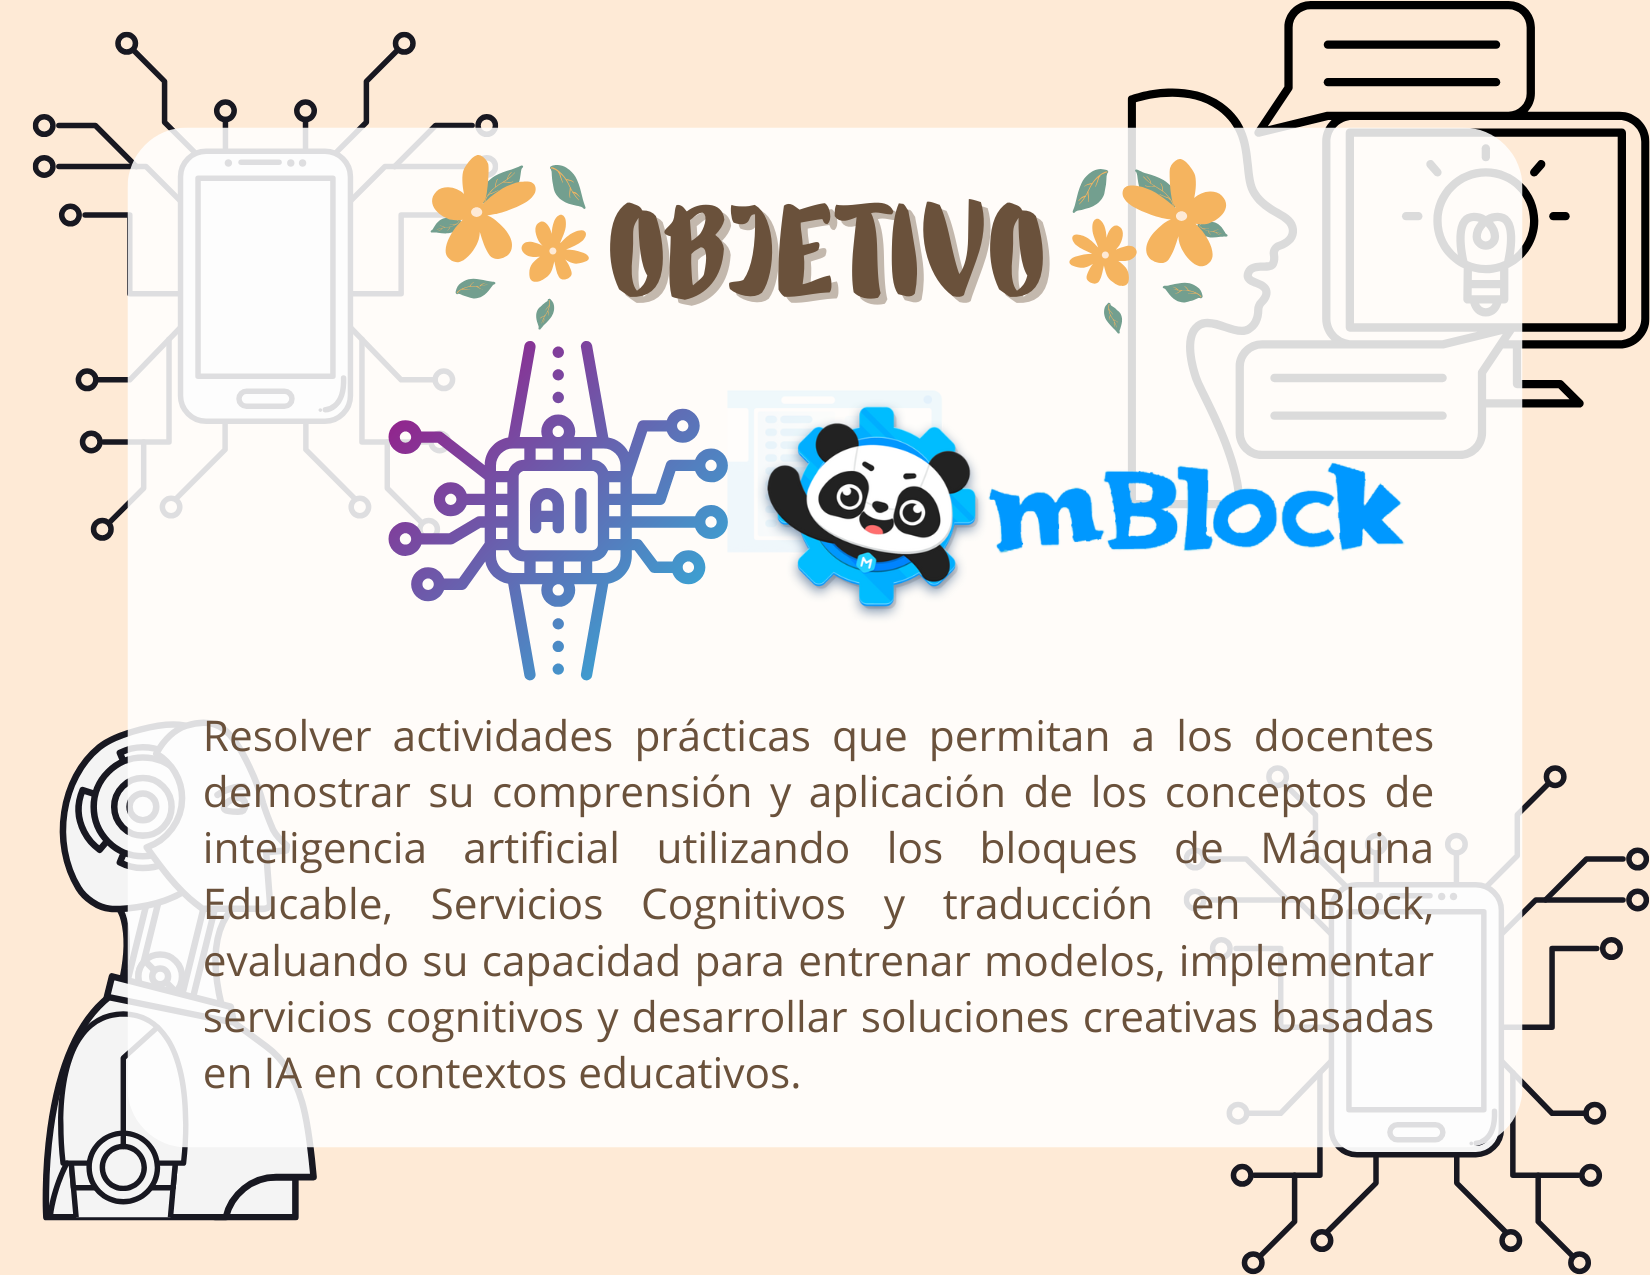 OBJETIVO
AI
mBlock
M
Resolver actividades prácticas que permitan a los docentes
demostrar su comprensión y aplicación de los conceptos de
inteligencia artificial utilizando los bloques de Máquina
Educable, Servicios Cognitivos y traducción en mBlock,
evaluando su capacidad para entrenar modelos, implementar
servicios cognitivos y desarrollar soluciones creativas basadas
en IA en contextos educativos.